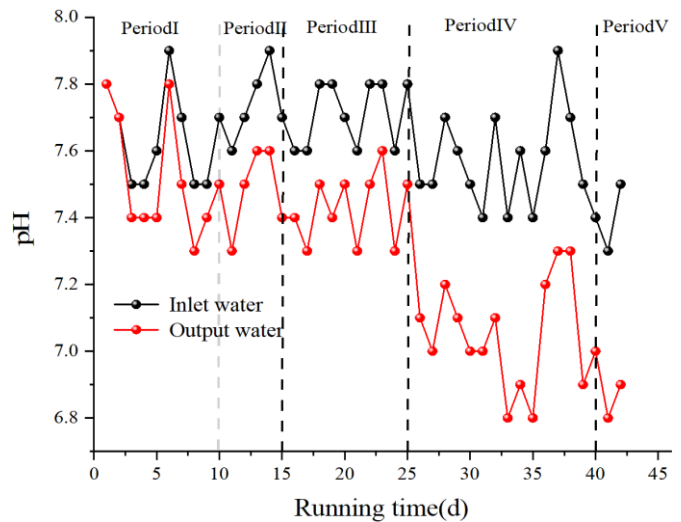 PeriodI PeriodII PeriodIII PeriodIV PeriodV
8.0
7.8
7.6
7.4
7.2
7.0
6.8
pH
Inlet water
Output water
0 5 10 15 20 25 30 35 40 45
Running time(d)